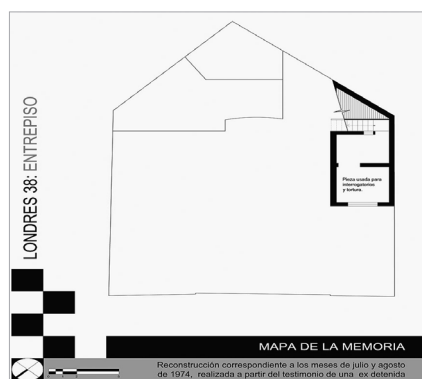 LONDRES 38: ENTREPISO
Pieza usada para
interrogatorios
y tortura.
MAPA DE LA MEMORIA
Reconstrucción correspondiente a los meses de julio y agosto
de 1974, realizada a partir del testimonio de una ex detenida